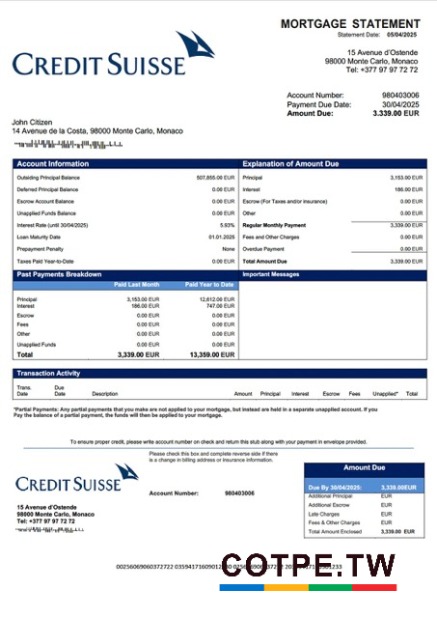 MORTGAGE STATEMENT
Statement Date: 05/04/2025
CREDIT SUISSE
15 Avenue d'Ostende
98000 Monte Carlo, Monaco
Tel: +377 97 97 72 72
Account Number: 980403006
Payment Due Date: 30/04/2025
Amount Due: 3.339.00 EUR
John Citizen
14 Avenue de la Costa, 98000 Monte Carlo, Monaco
Account Information
Outsiding Principal Balance 507,855.00 EUR
Deferred Principal Balance 0.00 EUR
Escrow Account Balance 0.00 EUR
Unapplied Funds Balance 0.00 EUR
Interest Rate (until 30/04/2025) 5.93%
Loan Maturity Date 01.01.2025
Prepayment Penalty None
Taxes Paid Year-to-Date 0.00 EUR
Explanation of Amount Due
Principal 3,153.00 EUR
Interest 186.00 EUR
Escrow (For Taxes and/or Insurance) 0.00 EUR
Other 0.00 EUR
Regular Monthly Payment 3,339.00 EUR
Fees and Other Charges 0.00 EUR
Overdue Payment 0.00 EUR
Total Amount Due 3,339.00 EUR
Past Payments Breakdown
Paid Last Month Paid Year to Date
Principal 3,153.00 EUR 12,612.00 EUR
Interest 186.00 EUR 747.00 EUR
Escrow 0.00 EUR 0.00 EUR
Fees 0.00 EUR 0.00 EUR
Other 0.00 EUR 0.00 EUR
Unapplied Funds 0.00 EUR 0.00 EUR
Total 3,339.00 EUR 13,359.00 EUR
Important Messages
Transaction Activity
Trans. Date Due Date Description Amount Principal Interest Escrow Fees Unapplied* Total
*Partial Payments: Any partial payments that you make are not applied to your mortgage, but instead are held in a separate unapplied account. If you
Pay the balance of a partial payment, the funds will then be applied to your mortgage.
To ensure proper credit, please write account number on check and return this stub along with your payment in envelope provided.
Please check this box and complete reverse side if there
is a change in billing address or insurance information.
CREDIT SUISSE
Account Number: 980403006
15 Avenue d'Ostende
98000 Monte Carlo, Monaco
Tel: +377 97 97 72 72
Amount Due
Due By 30/04/2025: 3,339.00EUR
Additional Principal EUR
Additional Escrow EUR
Late Charges EUR
Fees & Other Charges EUR
Total Amount Enclosed 3,339.00 EUR
COTPE.TW